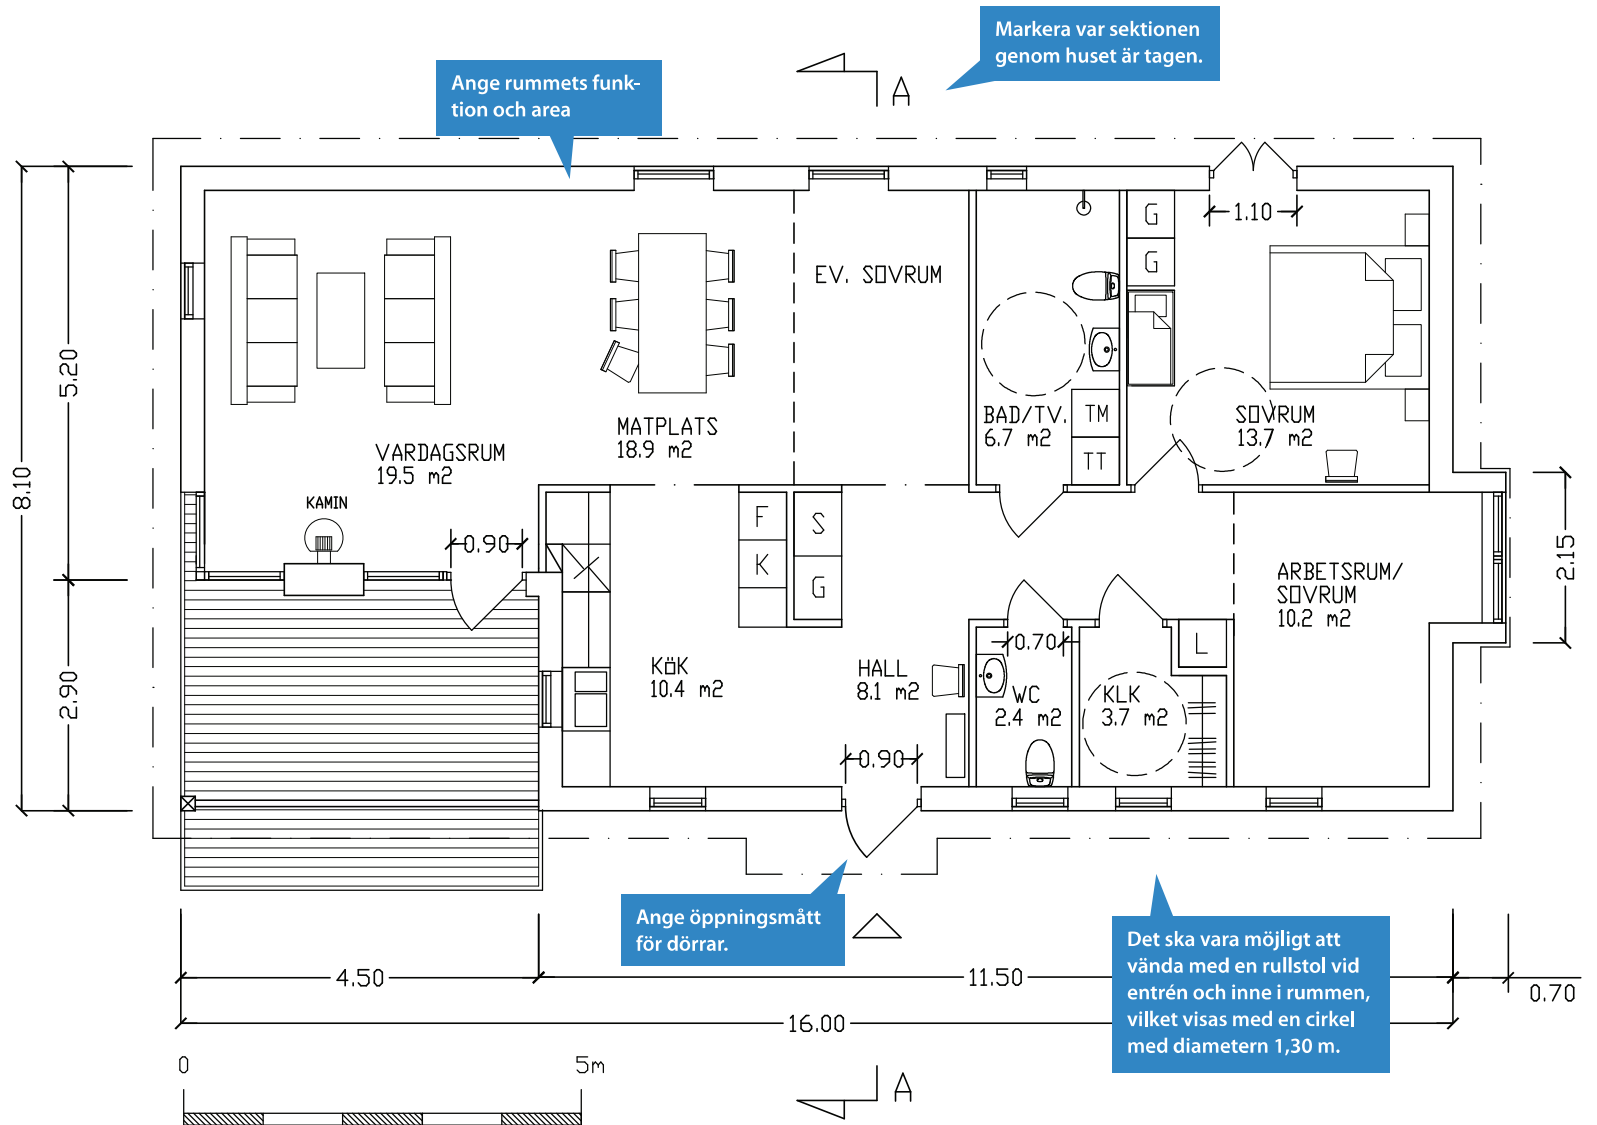 Markera var sektionen
genom huset är tagen.
Ange rummets funk-
tion och area
A
8.10
5.20
2.90
EV. SOVRUM
G
G
1.10
MATPLATS
18.9 m2
VARDAGSRUM
19.5 m2
KAMIN
0.90
BAD/TV.
6.7 m2
TM
TT
SOVRUM
13.7 m2
F
K
S
G
ARBETSRUM/
SOVRUM
10.2 m2
2.15
KöK
10.4 m2
HALL
8.1 m2
0.70
WC
2.4 m2
KLK
3.7 m2
L
0.90
Ange öppningsmått
för dörrar.
Det ska vara möjligt att
vända med en rullstol vid
entrén och inne i rummen,
vilket visas med en cirkel
med diametern 1,30 m.
4.50
11.50
0.70
16.00
0
5m
A